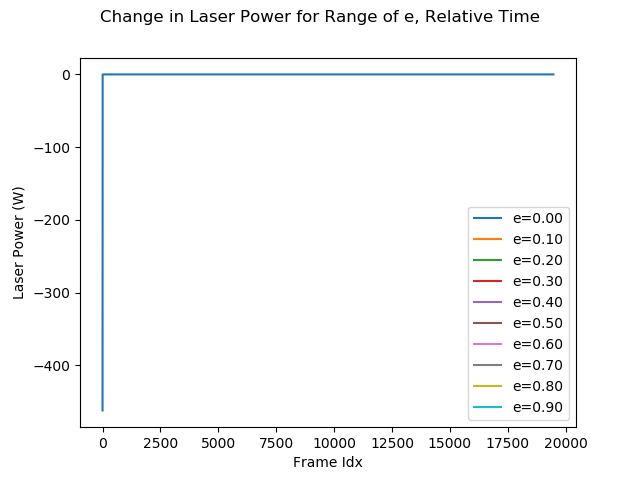 Change in Laser Power for Range of e, Relative Time
0
−100
−200
−300
−400
Laser Power (W)
e=0.00
e=0.10
e=0.20
e=0.30
e=0.40
e=0.50
e=0.60
e=0.70
e=0.80
e=0.90
0 2500 5000 7500 10000 12500 15000 17500 20000
Frame Idx